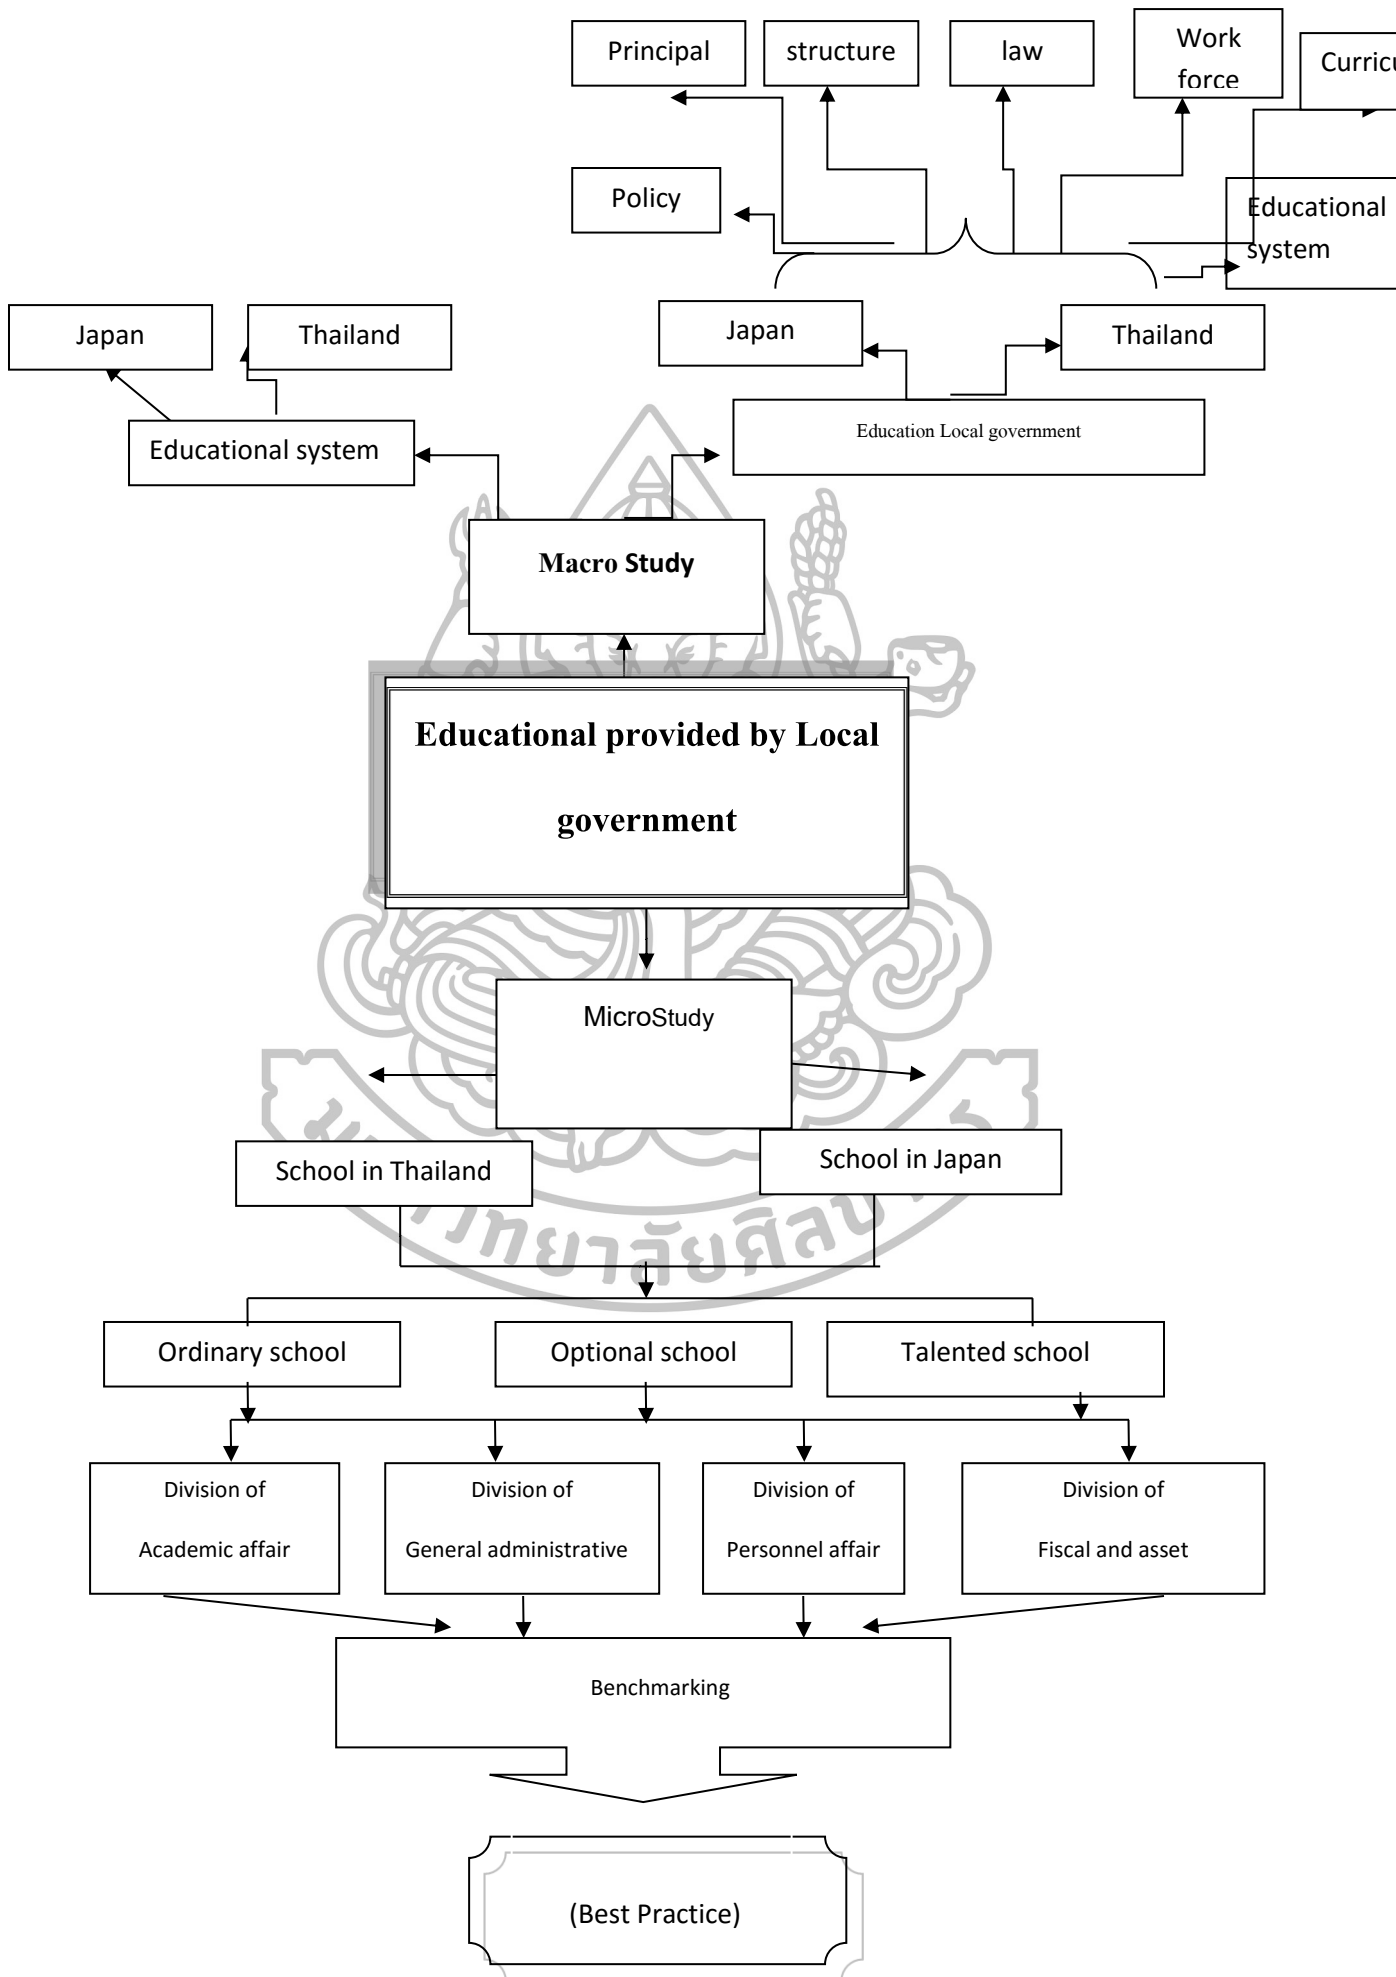 Principal
structure
law
Work
force
Policy
Educational
system
Japan
Thailand
Japan
Thailand
Educational system
Education Local government
Macro Study
Educational provided by Local
government
MicroStudy
School in Thailand
School in Japan
Ordinary school
Optional school
Talented school
Division of
Academic affair
Division of
General administrative
Division of
Personnel affair
Division of
Fiscal and asset
Benchmarking
(Best Practice)